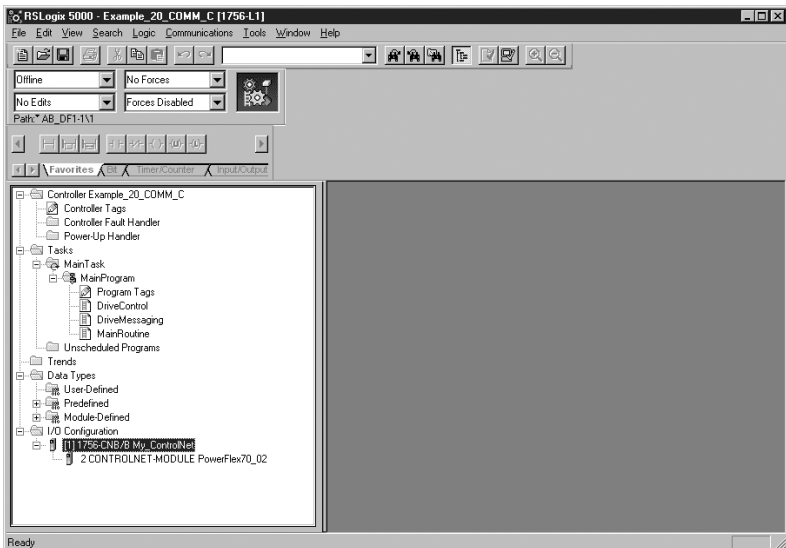 RSLogix 5000 - Example_20_COMM_C [1756-L1]
File Edit View Search Logic Communications Tools Window Help
Offline No Forces
No Edits Forces Disabled
Path:* AB_DF1-1\1
Favorites Bit Timer/Counter Input/Output
Controller Example_20_COMM_C
Controller Tags
Controller Fault Handler
Power-Up Handler
Tasks
MainTask
MainProgram
Program Tags
DriveControl
DriveMessaging
MainRoutine
Unscheduled Programs
Trends
Data Types
User-Defined
Predefined
Module-Defined
I/O Configuration
[1] 1756-CNB/B My_ControlNet
2 CONTROLNET-MODULE PowerFlex70_02
Ready